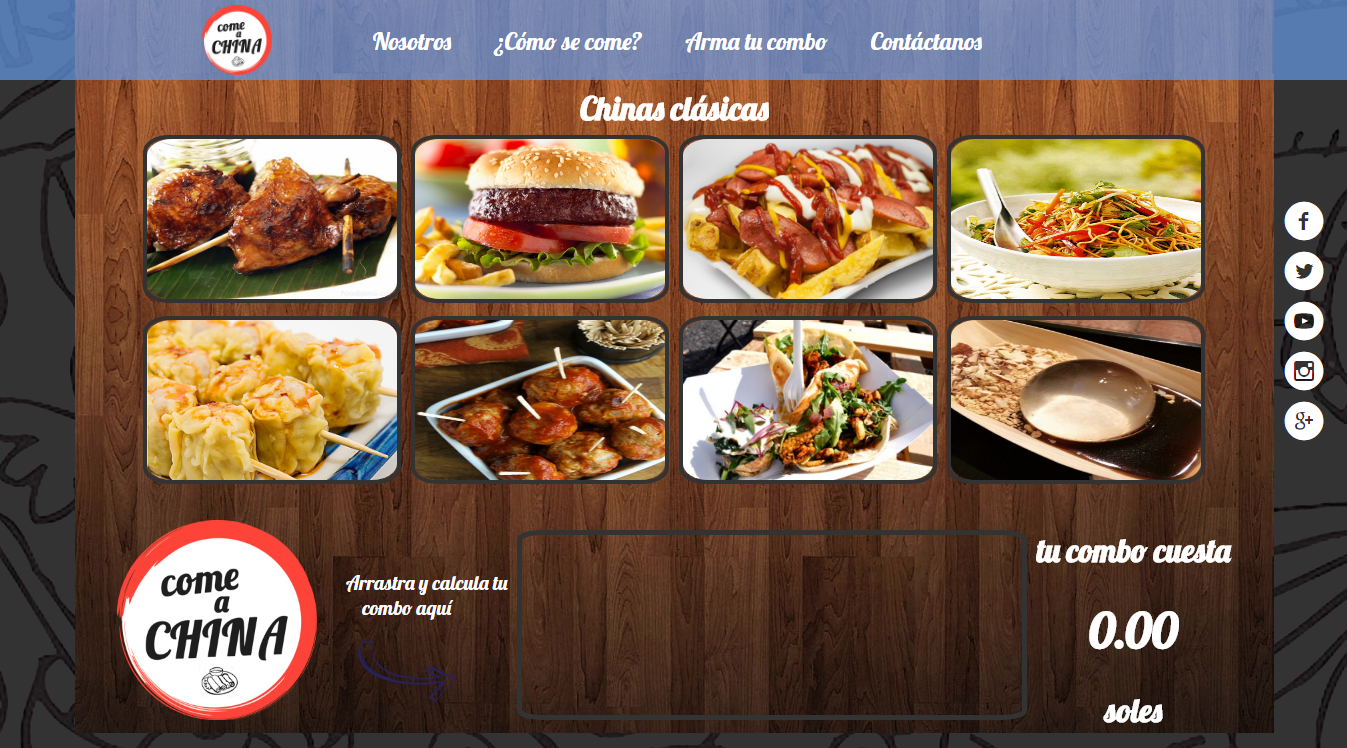 come
a
CHINA
Nosotros
¿Cómo se come?
Arma tu combo
Contáctanos
Chinas clásicas
come
a
CHINA
Arrastra y calcula tu
combo aquí
tu combo cuesta
0.00
soles
g+